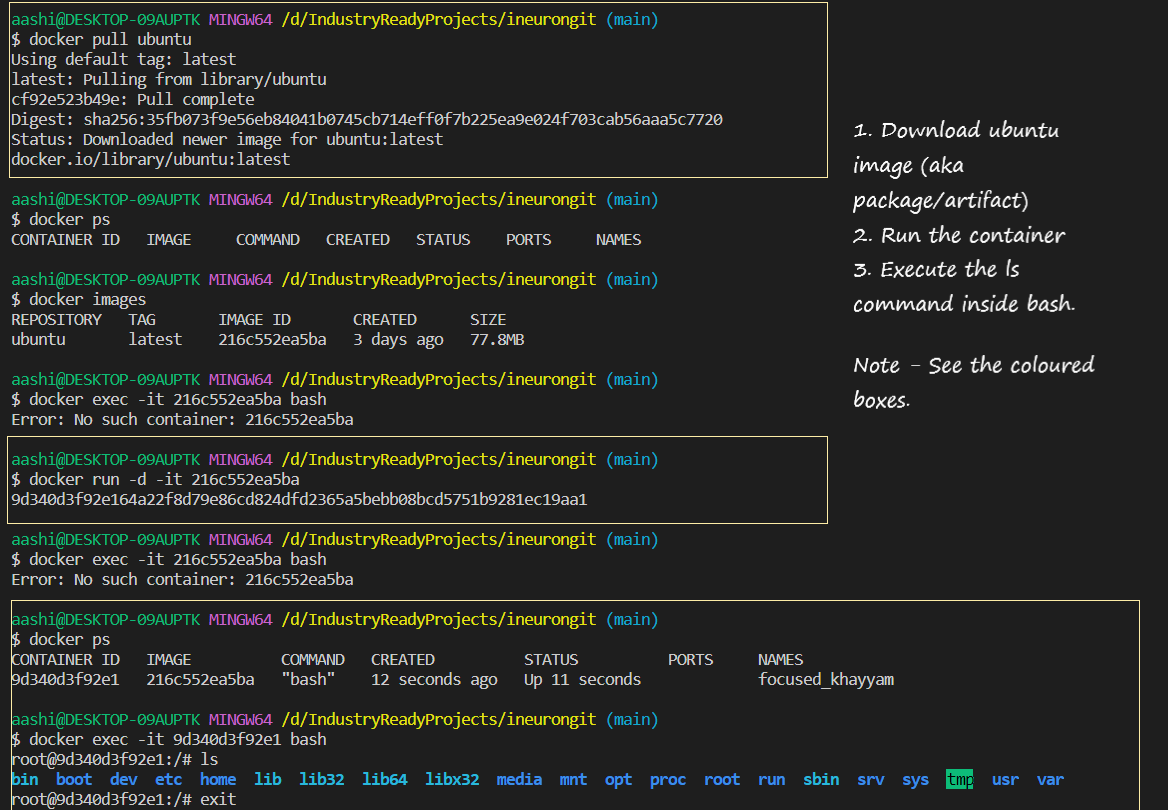 aashi@DESKTOP-09AUPTK MINGW64 /d/IndustryReadyProjects/ineurongit (main)
$ docker pull ubuntu
Using default tag: latest
latest: Pulling from library/ubuntu
cf92e523b49e: Pull complete
Digest: sha256:35fb073f9e56eb84041b0745cb714eff0f7b225ea9e024f703cab56aaa5c7720
Status: Downloaded newer image for ubuntu:latest
docker.io/library/ubuntu:latest
aashi@DESKTOP-09AUPTK MINGW64 /d/IndustryReadyProjects/ineurongit (main)
$ docker ps
CONTAINER ID   IMAGE     COMMAND   CREATED   STATUS    PORTS     NAMES
aashi@DESKTOP-09AUPTK MINGW64 /d/IndustryReadyProjects/ineurongit (main)
$ docker images
REPOSITORY   TAG       IMAGE ID       CREATED      SIZE
ubuntu       latest    216c552ea5ba   3 days ago   77.8MB
aashi@DESKTOP-09AUPTK MINGW64 /d/IndustryReadyProjects/ineurongit (main)
$ docker exec -it 216c552ea5ba bash
Error: No such container: 216c552ea5ba
aashi@DESKTOP-09AUPTK MINGW64 /d/IndustryReadyProjects/ineurongit (main)
$ docker run -d -it 216c552ea5ba
9d340d3f92e164a22f8d79e86cd824dfd2365a5bebb08bcd5751b9281ec19aa1
aashi@DESKTOP-09AUPTK MINGW64 /d/IndustryReadyProjects/ineurongit (main)
$ docker exec -it 216c552ea5ba bash
Error: No such container: 216c552ea5ba
aashi@DESKTOP-09AUPTK MINGW64 /d/IndustryReadyProjects/ineurongit (main)
$ docker ps
CONTAINER ID   IMAGE          COMMAND   CREATED          STATUS          PORTS     NAMES
9d340d3f92e1   216c552ea5ba   "bash"    12 seconds ago   Up 11 seconds             focused_khayyam
aashi@DESKTOP-09AUPTK MINGW64 /d/IndustryReadyProjects/ineurongit (main)
$ docker exec -it 9d340d3f92e1 bash
root@9d340d3f92e1:/# ls
bin  boot  dev  etc  home  lib  lib32  lib64  libx32  media  mnt  opt  proc  root  run  sbin  srv  sys  tmp  usr  var
root@9d340d3f92e1:/# exit
1. Download ubuntu
image (aka
package/artifact)
2. Run the container
3. Execute the ls
command inside bash.
Note - See the coloured
boxes.